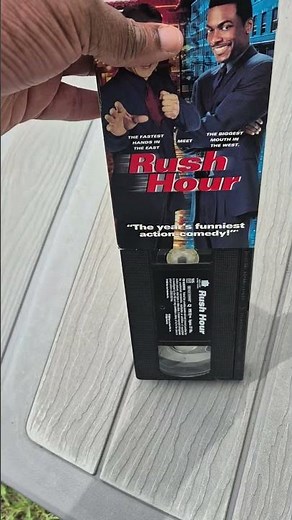 THE FASTEST
HANDS IN
THE EAST
MEET
THE BIGGEST
MOUTH IN
THE WEST.
Rush
Hour
"The year's funniest
action comedy!"
Rush Hour